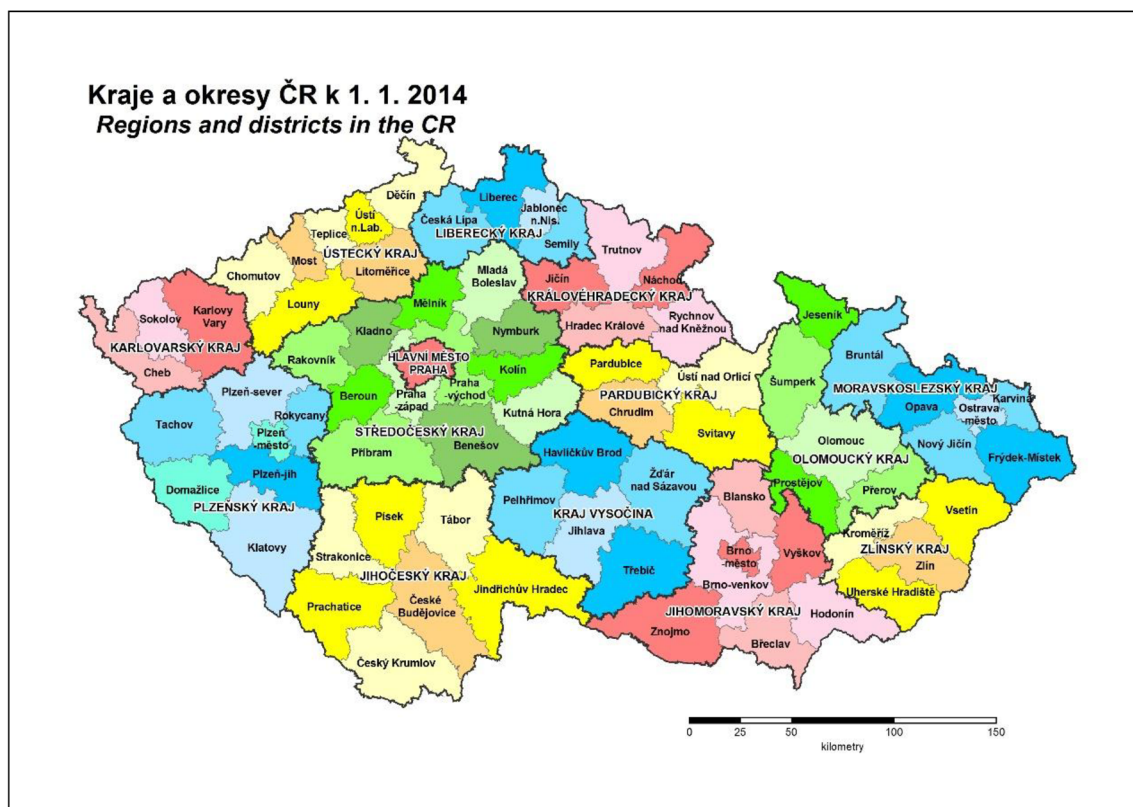 Kraje a okresy ČR k 1. 1. 2014
Regions and districts in the CR
Děčín
Liberec
Ústí
n.Lab.
Česká Lípa
Jablonec
n.Nis.
Teplice
LIBERECKÝ KRAJ
Semily
Trutnov
ÚSTECKÝ KRAJ
Most
Litoměřice
Chomutov
Mladá
Boleslav
Jičín
Náchod
KRÁLOVÉHRADECKÝ KRAJ
Louny
Mělník
Karlovy
Vary
Sokolov
Rychnov
nad Kněžnou
Jeseník
Hradec Králové
Kladno
Nymburk
KARLOVARSKÝ KRAJ
Cheb
Rakovník
HLAVNÍ MĚSTO
PRAHA
Kolín
Pardubice
Ústí nad Orlicí
Bruntál
Šumperk
Plzeň-sever
Beroun
Praha
-západ
Praha
-východ
PARDUBICKÝ KRAJ
MORAVSKOSLEZSKÝ KRAJ
Karviná
Kutná Hora
Chrudim
Opava
Ostrava-
město
Rokycany
Tachov
Plzeň
-město
STŘEDOČESKÝ KRAJ
Svitavy
Benešov
Příbram
Olomouc
OLOMOUCKÝ KRAJ
Nový Jičín
Frýdek-Místek
Havlíčkův Brod
Plzeň-jih
Žďár
nad Sázavou
Prostějov
Přerov
Domažlice
PLZEŇSKÝ KRAJ
Pelhřimov
Blansko
KRAJ VYSOČINA
Písek
Tábor
Vsetín
Jihlava
Klatovy
Kroměříž
ZLÍNSKÝ KRAJ
Zlín
Strakonice
Brno
-město
Vyškov
Třebíč
JIHOČESKÝ KRAJ
Brno-venkov
České
Budějovice
Jindřichův Hradec
Uherské Hradiště
Prachatice
JIHOMORAVSKÝ KRAJ
Hodonín
Znojmo
Břeclav
Český Krumlov
0 25 50 100 150
kilometry